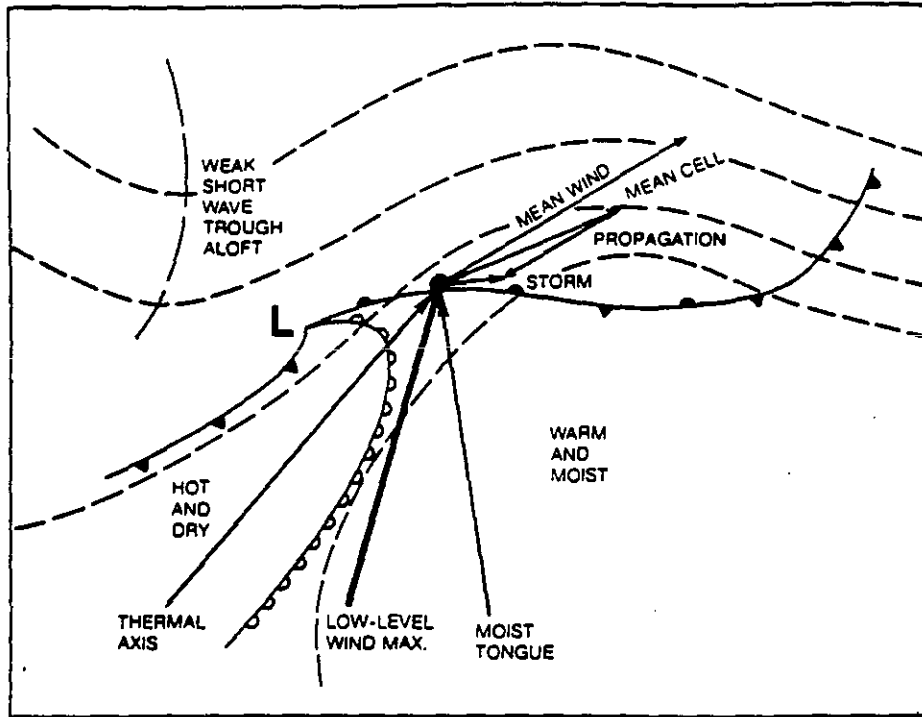 WEAK
SHORT
WAVE
TROUGH
ALOFT
MEAN WIND
MEAN CELL
PROPAGATION
STORM
L
WARM
AND
MOIST
HOT
AND
DRY
THERMAL
AXIS
LOW-LEVEL
WIND MAX.
MOIST
TONGUE